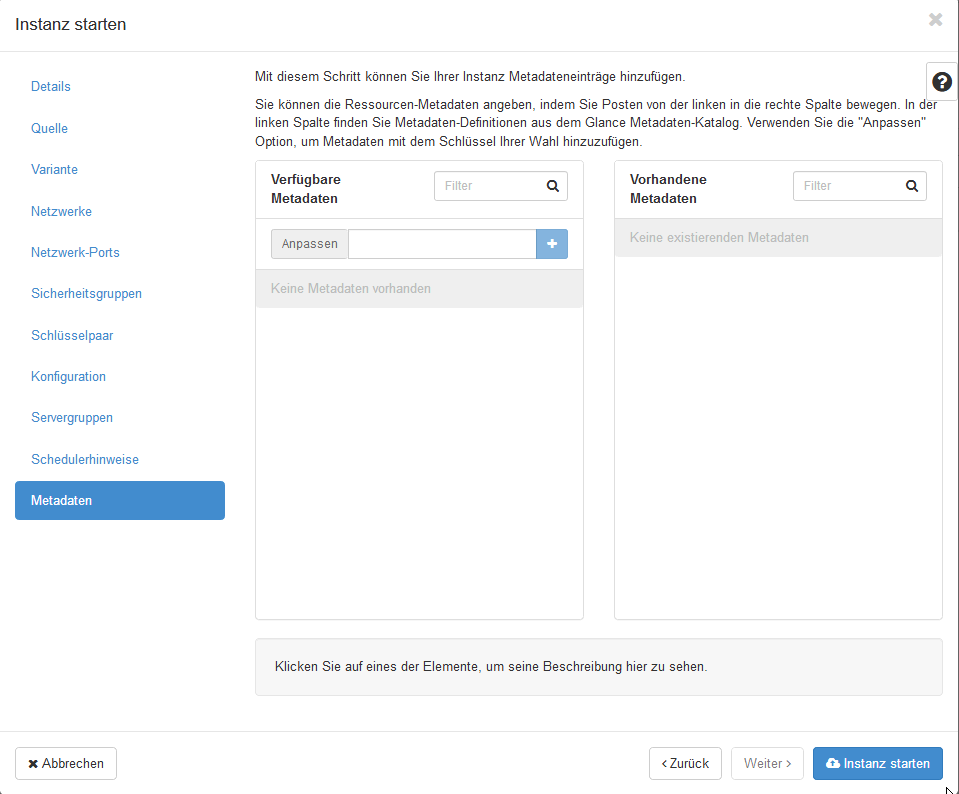 Instanz starten
Details
Quelle
Variante
Netzwerke
Netzwerk-Ports
Sicherheitsgruppen
Schlüsselpaar
Konfiguration
Servergruppen
Schedulerhinweise
Metadaten
Mit diesem Schritt können Sie Ihrer Instanz Metadateneinträge hinzufügen.
Sie können die Ressourcen-Metadaten angeben, indem Sie Posten von der linken in die rechte Spalte bewegen. In der
linken Spalte finden Sie Metadaten-Definitionen aus dem Glance Metadaten-Katalog. Verwenden Sie die "Anpassen"
Option, um Metadaten mit dem Schlüssel Ihrer Wahl hinzuzufügen.
Verfügbare
Metadaten
Filter
Anpassen
Keine Metadaten vorhanden
Vorhandene
Metadaten
Filter
Keine existierenden Metadaten
Klicken Sie auf eines der Elemente, um seine Beschreibung hier zu sehen.
Abbrechen
‹ Zurück
Weiter ›
Instanz starten